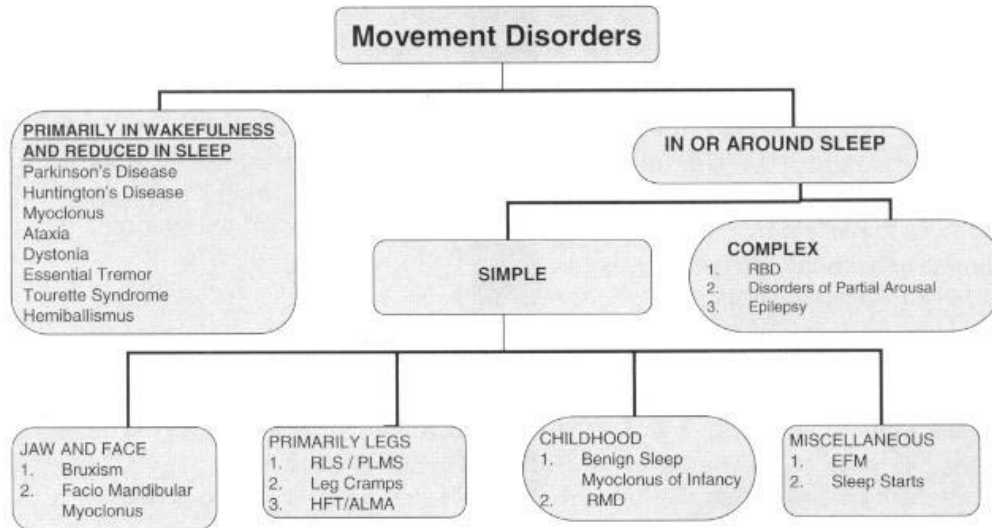 Movement Disorders
PRIMARILY IN WAKEFULNESS
AND REDUCED IN SLEEP
Parkinson's Disease
Huntington's Disease
Myoclonus
Ataxia
Dystonia
Essential Tremor
Tourette Syndrome
Hemiballismus
IN OR AROUND SLEEP
SIMPLE
COMPLEX
1. RBD
2. Disorders of Partial Arousal
3. Epilepsy
JAW AND FACE
1. Bruxism
2. Facio Mandibular
Myoclonus
PRIMARILY LEGS
1. RLS / PLMS
2. Leg Cramps
3. HFT/ALMA
CHILDHOOD
1. Benign Sleep
Myoclonus of Infancy
2. RMD
MISCELLANEOUS
1. EFM
2. Sleep Starts